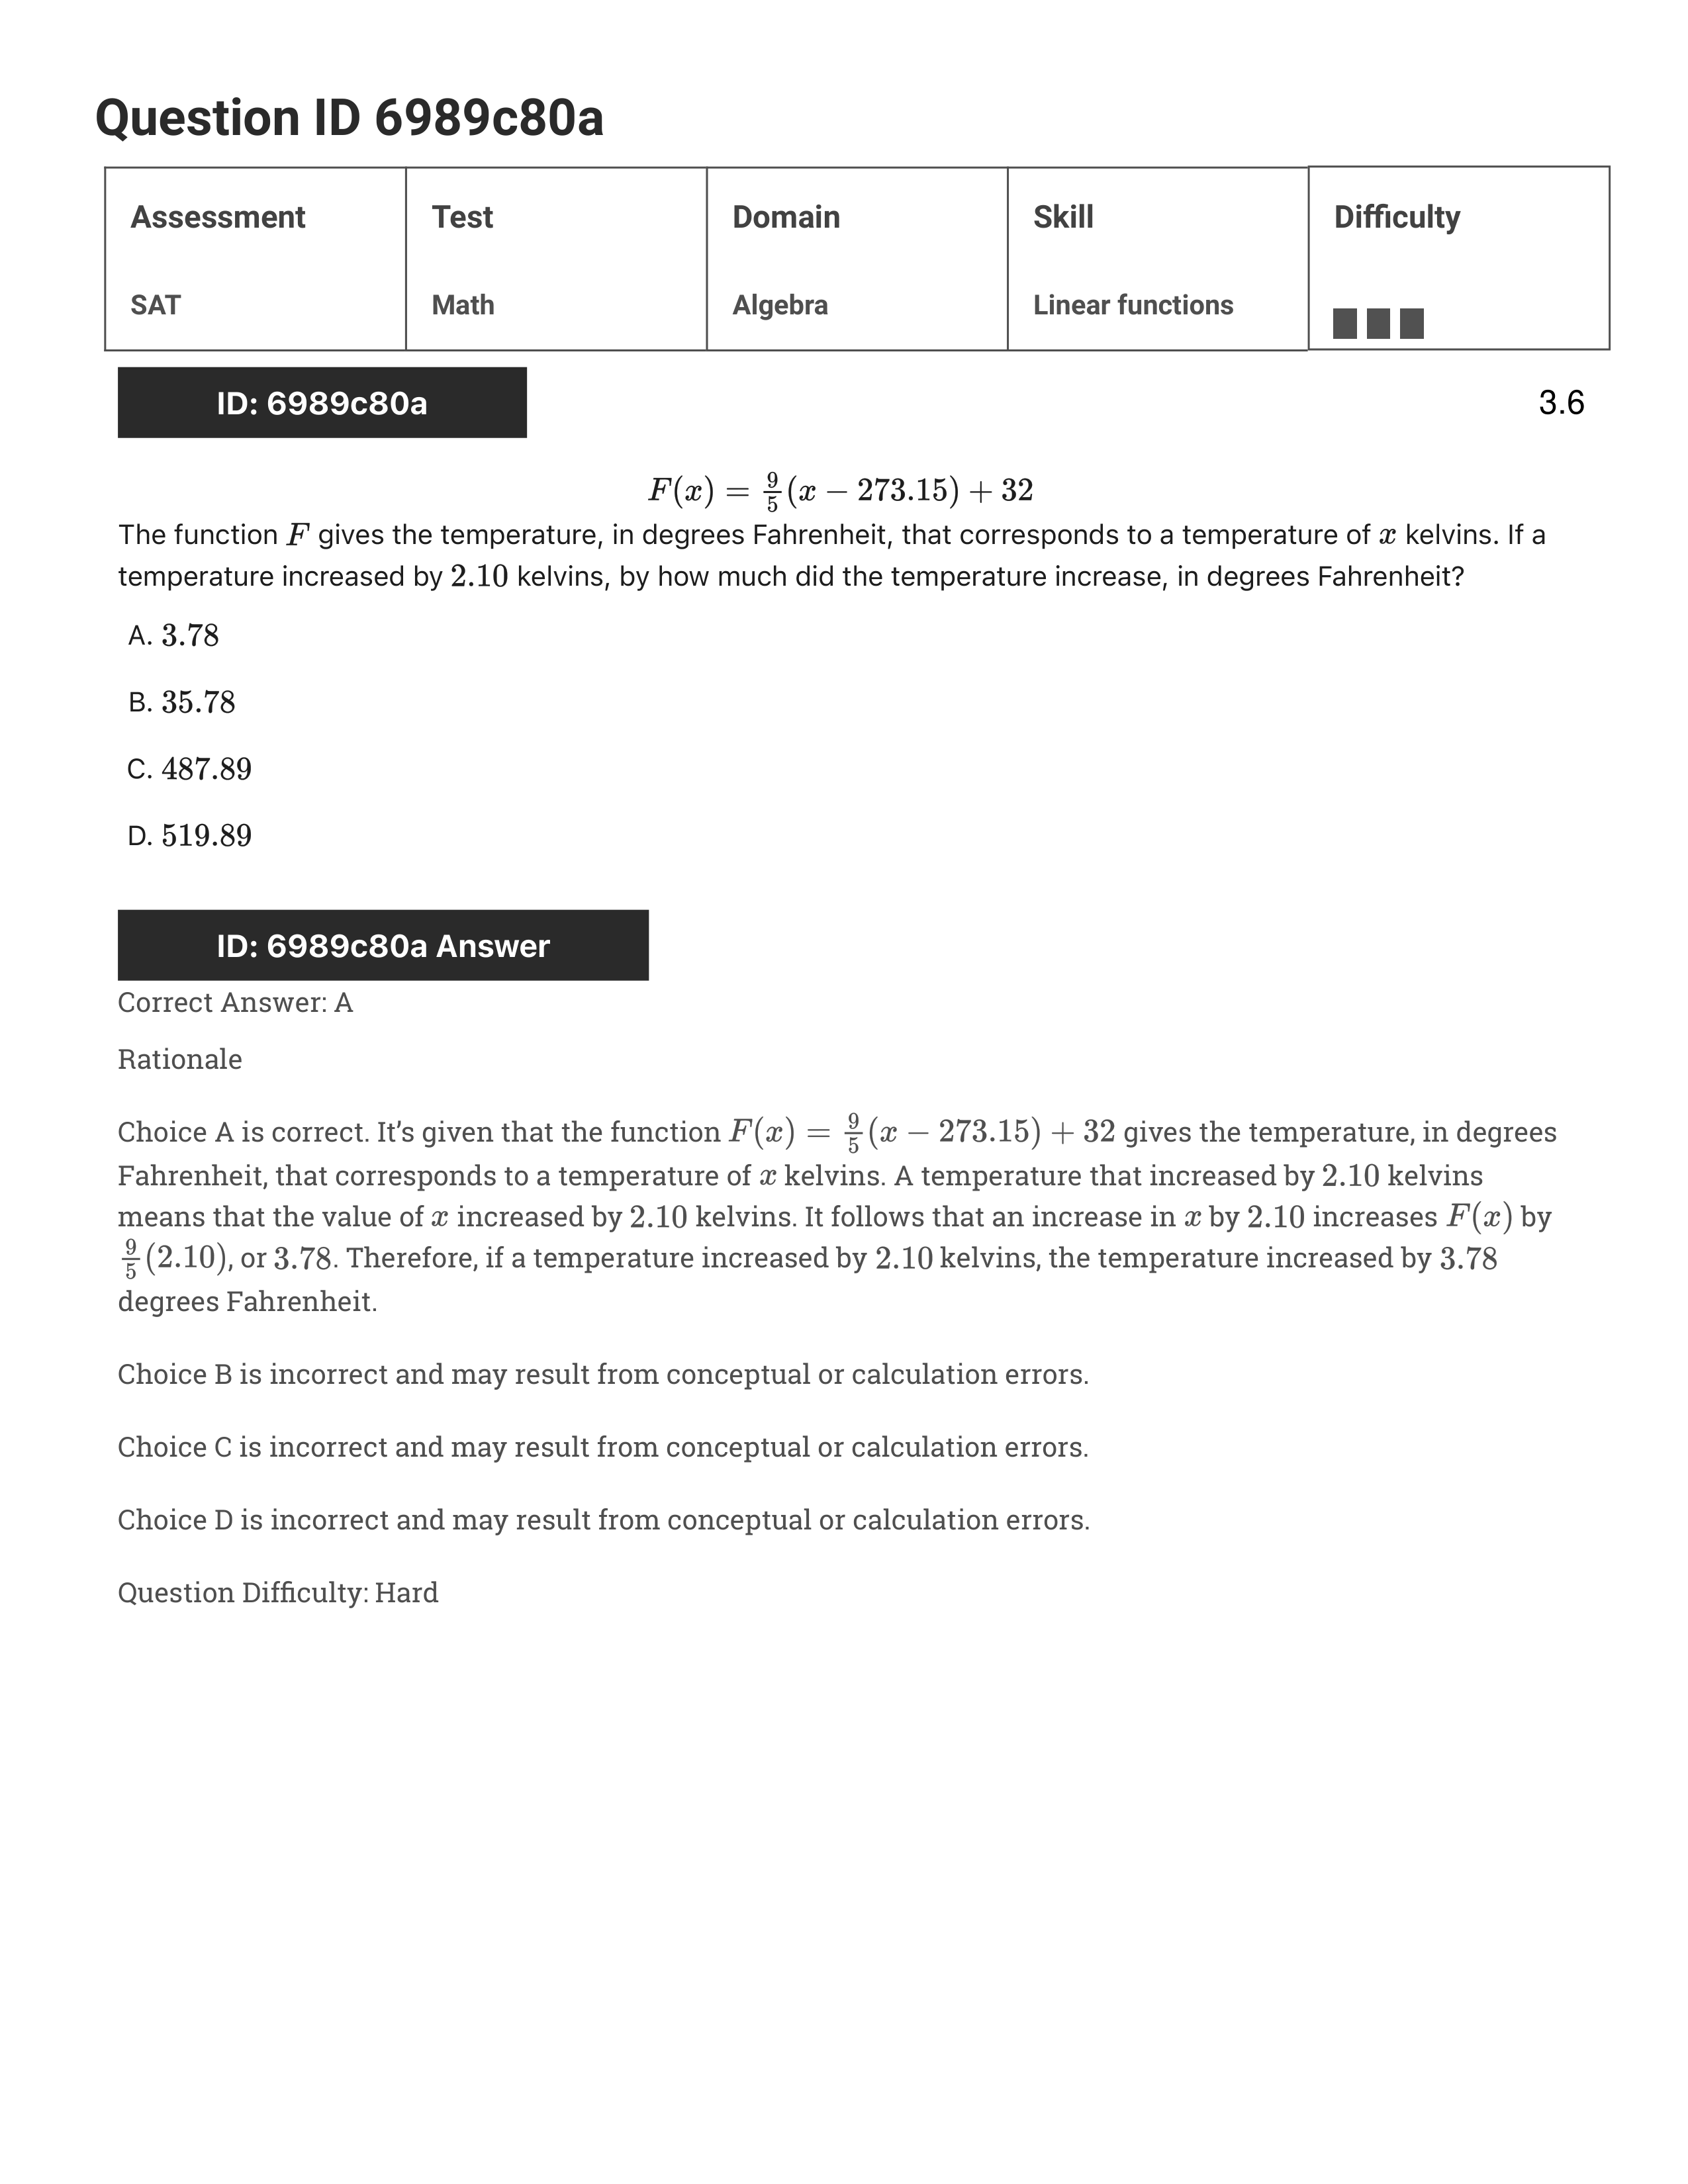 Question ID 6989c80a
Assessment Test Domain Skill Difficulty
SAT Math Algebra Linear functions
ID: 6989c80a 3.6
F(x) = 9/5(x − 273.15) + 32
The function F gives the temperature, in degrees Fahrenheit, that corresponds to a temperature of x kelvins. If a
temperature increased by 2.10 kelvins, by how much did the temperature increase, in degrees Fahrenheit?
A. 3.78
B. 35.78
C. 487.89
D. 519.89
ID: 6989c80a Answer
Correct Answer: A
Rationale
Choice A is correct. It’s given that the function F(x) = 9/5(x − 273.15) + 32 gives the temperature, in degrees
Fahrenheit, that corresponds to a temperature of x kelvins. A temperature that increased by 2.10 kelvins
means that the value of x increased by 2.10 kelvins. It follows that an increase in x by 2.10 increases F(x) by
9/5(2.10), or 3.78. Therefore, if a temperature increased by 2.10 kelvins, the temperature increased by 3.78
degrees Fahrenheit.
Choice B is incorrect and may result from conceptual or calculation errors.
Choice C is incorrect and may result from conceptual or calculation errors.
Choice D is incorrect and may result from conceptual or calculation errors.
Question Difficulty: Hard